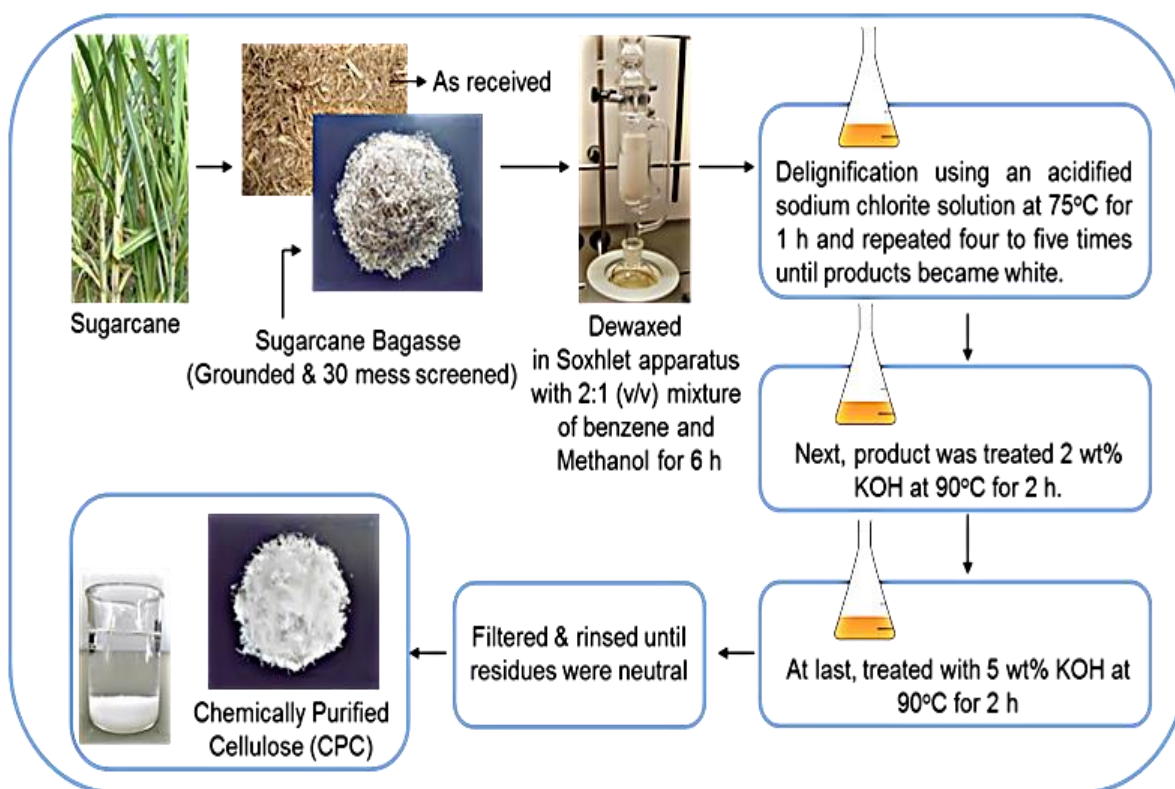 Sugarcane
As received
Sugarcane Bagasse
(Grounded & 30 mess screened)
Dewaxed
in Soxhlet apparatus
with 2:1 (v/v) mixture
of benzene and
Methanol for 6 h
Delignification using an acidified
sodium chlorite solution at 75°C for
1 h and repeated four to five times
until products became white.
Next, product was treated 2 wt%
KOH at 90°C for 2 h.
At last, treated with 5 wt% KOH at
90°C for 2 h
Filtered & rinsed until
residues were neutral
Chemically Purified
Cellulose (CPC)